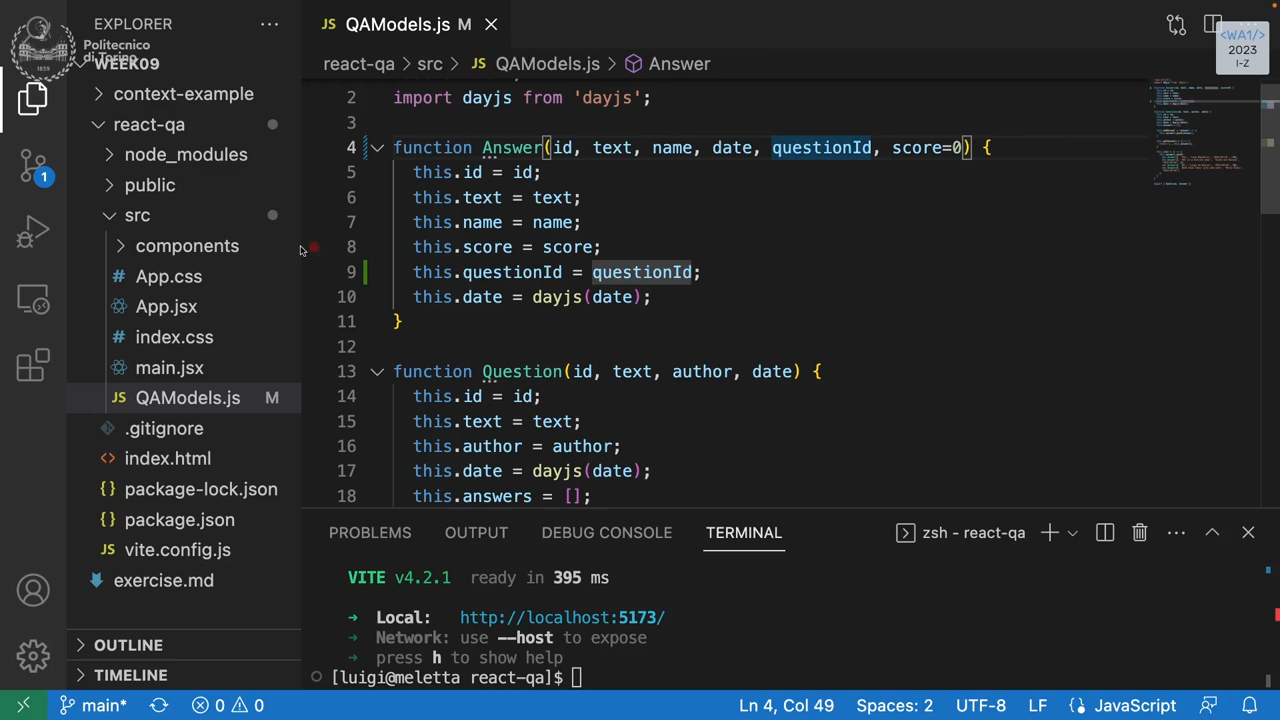 EXPLORER
Politecnico
di Torino
1859
WEEK09
context-example
react-qa
node_modules
public
src
components
# App.css
App.jsx
# index.css
main.jsx
JS QAModels.js M
.gitignore
<> index.html
{} package-lock.json
{} package.json
JS vite.config.js
exercise.md
OUTLINE
TIMELINE
1
JS QAModels.js M
<WA1/>
2023
I-Z
react-qa > src > JS QAModels.js > Answer
2 import dayjs from 'dayjs';
3
4 function Answer(id, text, name, date, questionId, score=0) {
5 this.id = id;
6 this.text = text;
7 this.name = name;
8 this.score = score;
9 this.questionId = questionId;
10 this.date = dayjs(date);
11 }
12
13 function Question(id, text, author, date) {
14 this.id = id;
15 this.text = text;
16 this.author = author;
17 this.date = dayjs(date);
18 this.answers = [];
PROBLEMS OUTPUT DEBUG CONSOLE TERMINAL zsh - react-qa
VITE v4.2.1 ready in 395 ms
➜ Local: http://localhost:5173/
➜ Network: use --host to expose
➜ press h to show help
[luigi@meletta react-qa]$
main* 0 0 Ln 4, Col 49 Spaces: 2 UTF-8 LF {} JavaScript